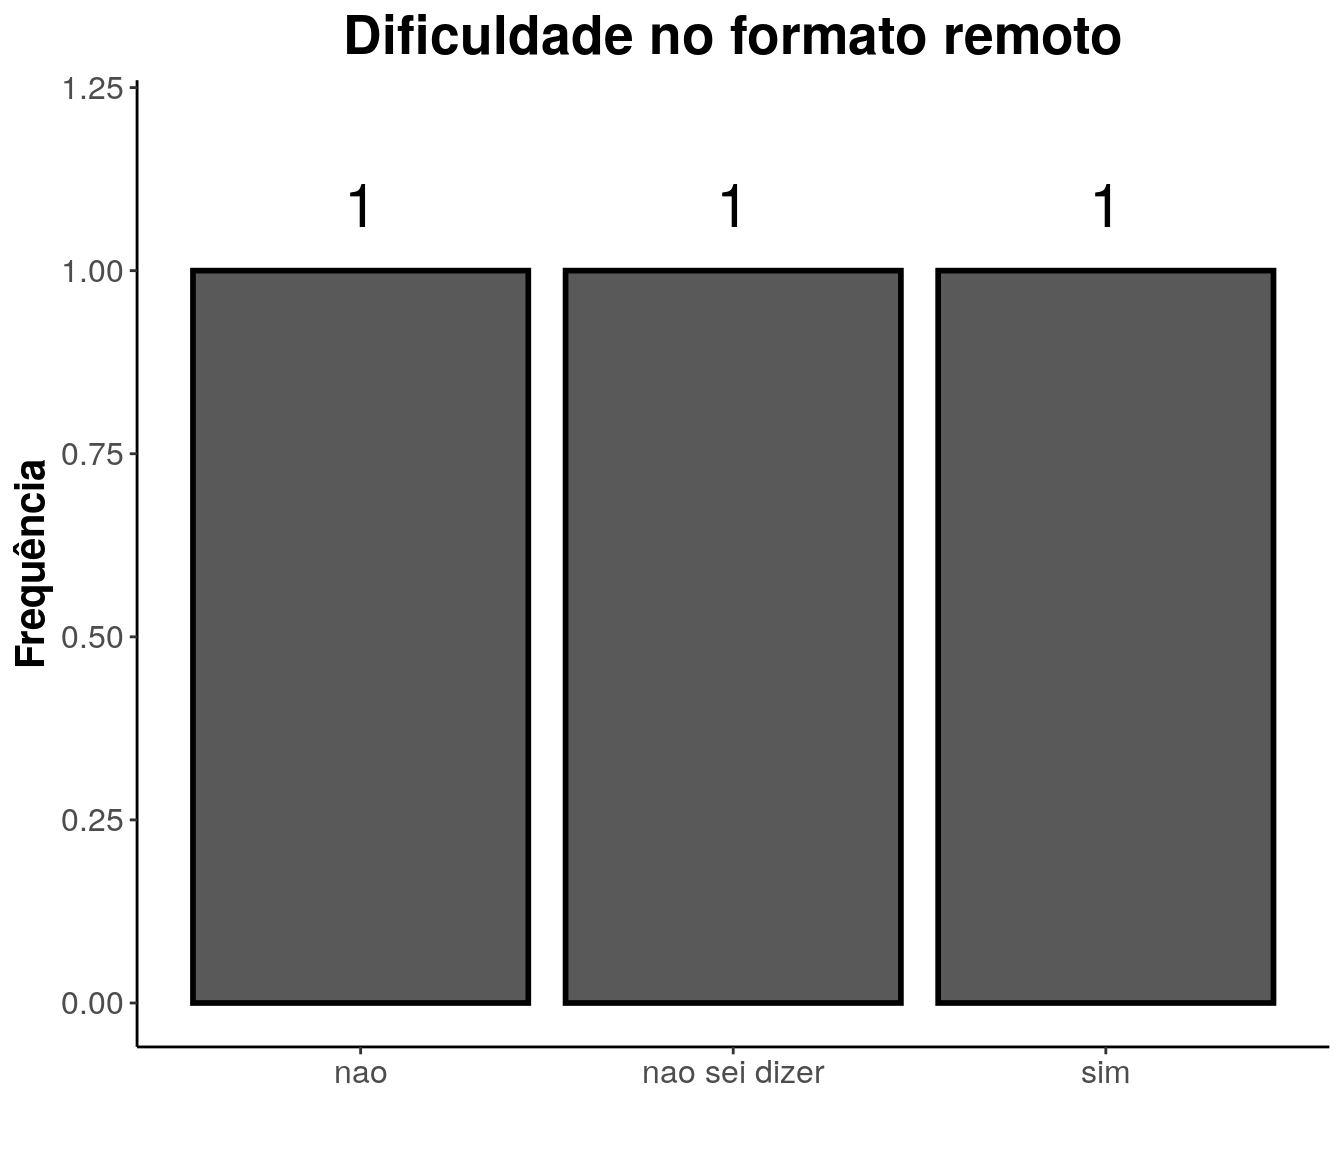 Dificuldade no formato remoto
1.25
1 1 1
1.00
0.75
Frequência
0.50
0.25
0.00
nao nao sei dizer sim